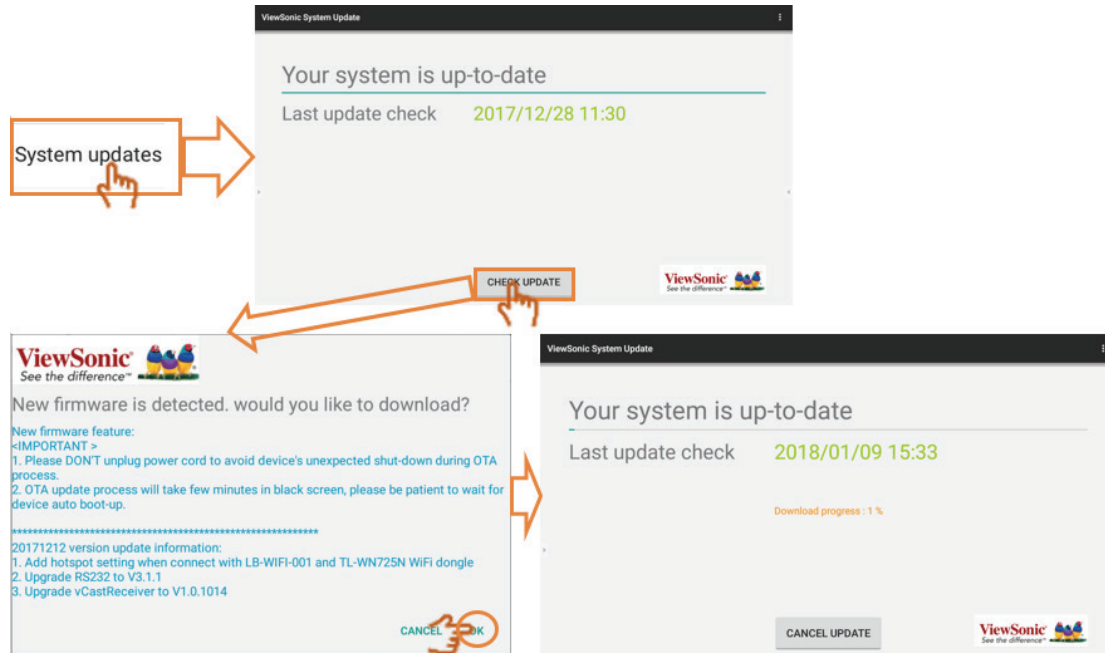 ViewSonic System Update
Your system is up-to-date
Last update check 2017/12/28 11:30
System updates
CHECK UPDATE
ViewSonic®
See the difference™
ViewSonic®
See the difference™
New firmware is detected. would you like to download?
New firmware feature:
<IMPORTANT >
1. Please DON'T unplug power cord to avoid device's unexpected shut-down during OTA
process.
2. OTA update process will take few minutes in black screen, please be patient to wait for
device auto boot-up.
***********************************************************
20171212 version update information:
1. Add hotspot setting when connect with LB-WIFI-001 and TL-WN725N WiFi dongle
2. Upgrade RS232 to V3.1.1
3. Upgrade vCastReceiver to V1.0.1014
CANCEL OK
ViewSonic System Update
Your system is up-to-date
Last update check 2018/01/09 15:33
Download progress : 1 %
CANCEL UPDATE
ViewSonic®
See the difference™